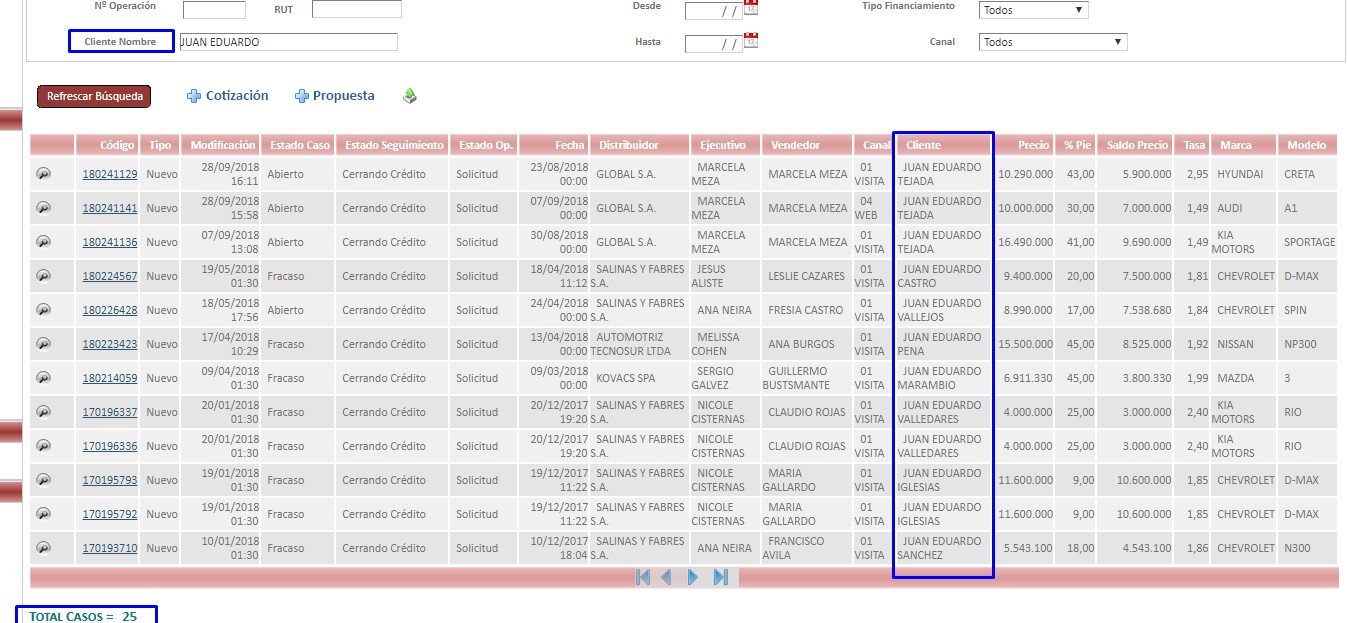 Nº Operación RUT Desde / / Tipo Financiamiento Todos
Cliente Nombre JUAN EDUARDO Hasta / / Canal Todos
Refrescar Búsqueda Cotización Propuesta
Código Tipo Modificación Estado Caso Estado Seguimiento Estado Op. Fecha Distribuidor Ejecutivo Vendedor Canal Cliente Precio % Pie Saldo Precio Tasa Marca Modelo
180241129 Nuevo 28/09/2018 16:11 Abierto Cerrando Crédito Solicitud 23/08/2018 00:00 GLOBAL S.A. MARCELA MEZA MARCELA MEZA 01 VISITA JUAN EDUARDO TEJADA 10.290.000 43,00 5.900.000 2,95 HYUNDAI CRETA
180241141 Nuevo 28/09/2018 15:58 Abierto Cerrando Crédito Solicitud 07/09/2018 00:00 GLOBAL S.A. MARCELA MEZA MARCELA MEZA 04 WEB JUAN EDUARDO TEJADA 10.000.000 30,00 7.000.000 1,49 AUDI A1
180241136 Nuevo 07/09/2018 13:08 Abierto Cerrando Crédito Solicitud 30/08/2018 00:00 GLOBAL S.A. MARCELA MEZA MARCELA MEZA 01 VISITA JUAN EDUARDO TEJADA 16.490.000 41,00 9.690.000 1,49 KIA MOTORS SPORTAGE
180224567 Nuevo 19/05/2018 01:30 Fracaso Cerrando Crédito Solicitud 18/04/2018 11:12 SALINAS Y FABRES S.A. JESUS ALISTE LESLIE CAZARES 01 VISITA JUAN EDUARDO CASTRO 9.400.000 20,00 7.500.000 1,81 CHEVROLET D-MAX
180226428 Nuevo 18/05/2018 17:56 Abierto Cerrando Crédito Solicitud 24/04/2018 00:00 SALINAS Y FABRES S.A. ANA NEIRA FRESIA CASTRO 01 VISITA JUAN EDUARDO VALLEJOS 8.990.000 17,00 7.538.680 1,84 CHEVROLET SPIN
180223423 Nuevo 17/04/2018 10:29 Fracaso Cerrando Crédito Solicitud 13/04/2018 00:00 AUTOMOTRIZ TECNOSUR LTDA MELISSA COHEN ANA BURGOS 01 VISITA JUAN EDUARDO PENA 15.500.000 45,00 8.525.000 1,92 NISSAN NP300
180214059 Nuevo 09/04/2018 01:30 Fracaso Cerrando Crédito Solicitud 09/03/2018 00:00 KOVACS SPA SERGIO GALVEZ GUILLERMO BUSTSMANTE 01 VISITA JUAN EDUARDO MARAMBIO 6.911.330 45,00 3.800.330 1,99 MAZDA 3
170196337 Nuevo 20/01/2018 01:30 Fracaso Cerrando Crédito Solicitud 20/12/2017 19:20 SALINAS Y FABRES S.A. NICOLE CISTERNAS CLAUDIO ROJAS 01 VISITA JUAN EDUARDO VALLEDARES 4.000.000 25,00 3.000.000 2,40 KIA MOTORS RIO
170196336 Nuevo 20/01/2018 01:30 Fracaso Cerrando Crédito Solicitud 20/12/2017 19:20 SALINAS Y FABRES S.A. NICOLE CISTERNAS CLAUDIO ROJAS 01 VISITA JUAN EDUARDO VALLEDARES 4.000.000 25,00 3.000.000 2,40 KIA MOTORS RIO
170195793 Nuevo 19/01/2018 01:30 Fracaso Cerrando Crédito Solicitud 19/12/2017 11:22 SALINAS Y FABRES S.A. NICOLE CISTERNAS MARIA GALLARDO 01 VISITA JUAN EDUARDO IGLESIAS 11.600.000 9,00 10.600.000 1,85 CHEVROLET D-MAX
170195792 Nuevo 19/01/2018 01:30 Fracaso Cerrando Crédito Solicitud 19/12/2017 11:22 SALINAS Y FABRES S.A. NICOLE CISTERNAS MARIA GALLARDO 01 VISITA JUAN EDUARDO IGLESIAS 11.600.000 9,00 10.600.000 1,85 CHEVROLET D-MAX
170193710 Nuevo 10/01/2018 01:30 Fracaso Cerrando Crédito Solicitud 10/12/2017 18:04 SALINAS Y FABRES S.A. ANA NEIRA FRANCISCO AVILA 01 VISITA JUAN EDUARDO SANCHEZ 5.543.100 18,00 4.543.100 1,86 CHEVROLET N300
TOTAL CASOS = 25